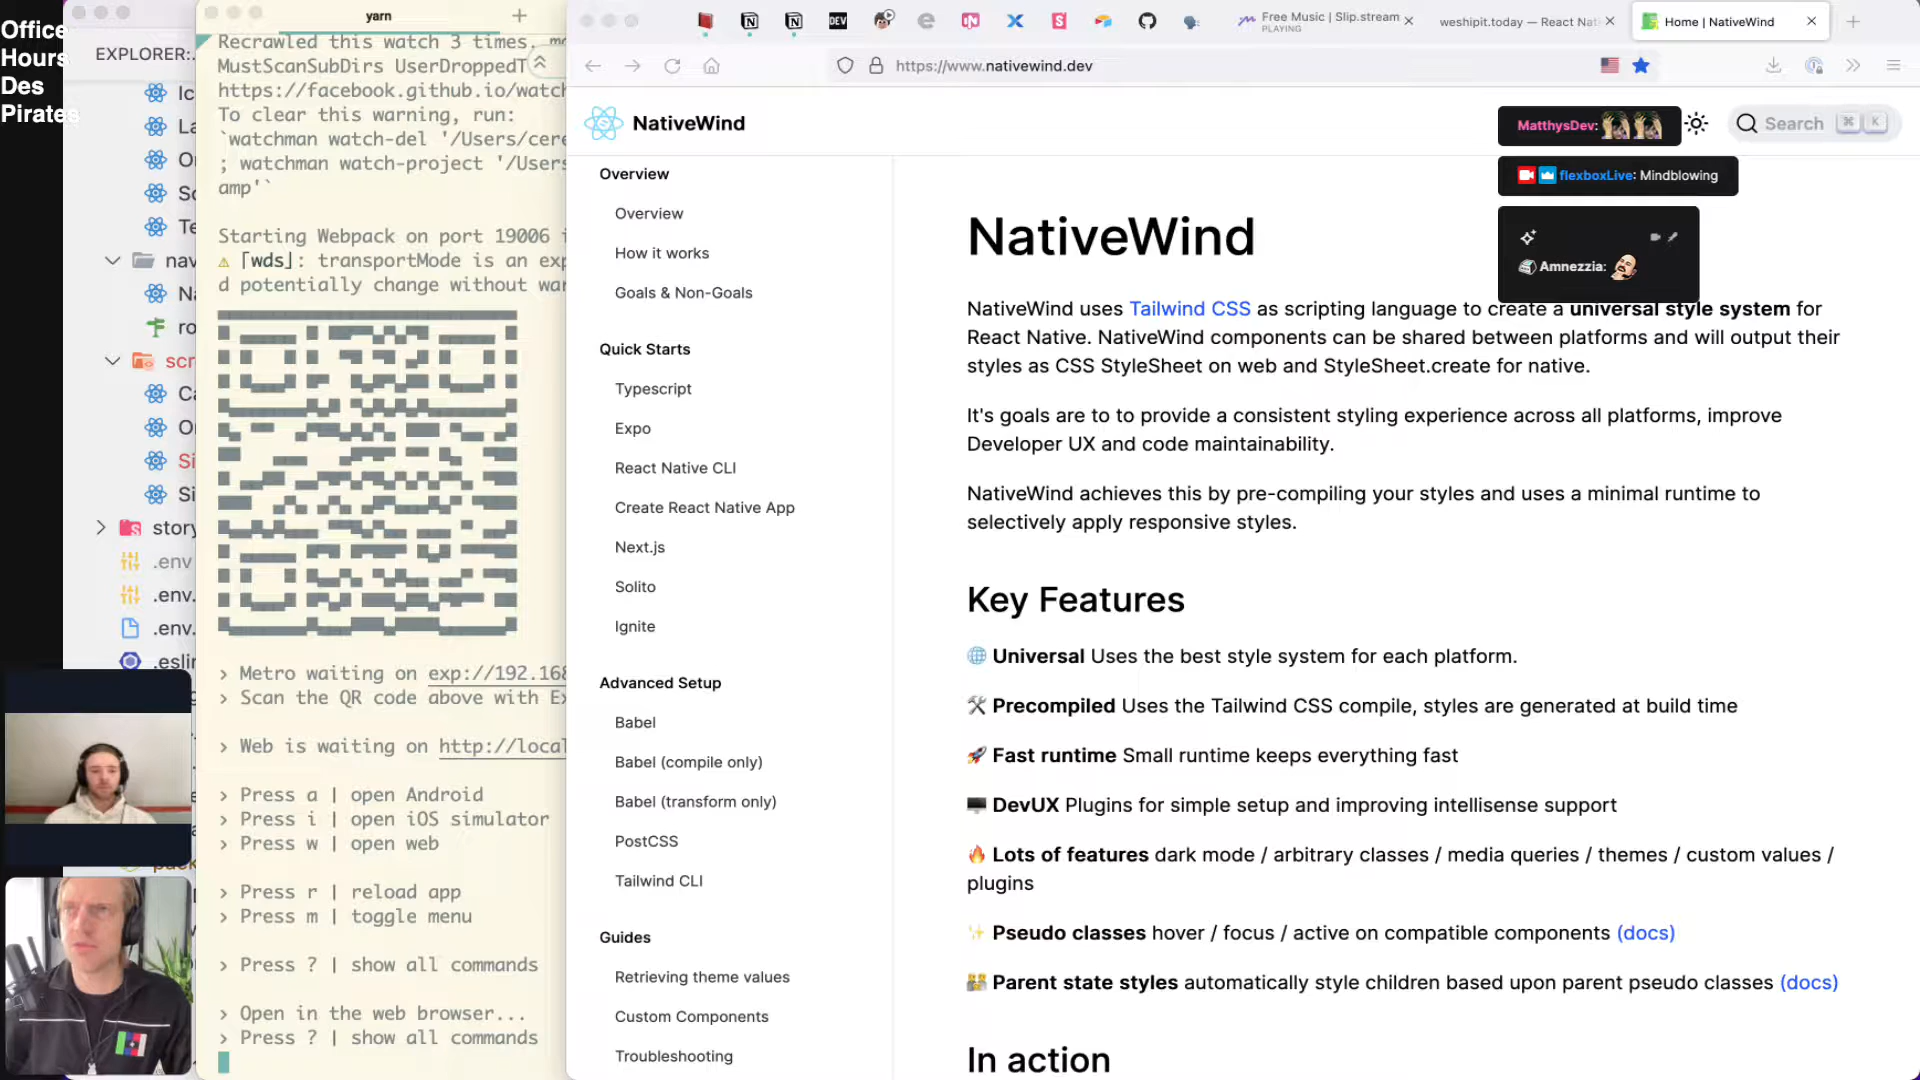 Office
Hours
Des
Pirates
EXPLORER:...
nav
scr
story
.env
.env.
.env.
.eslin
yarn
Recrawled this watch 3 times, mo
MustScanSubDirs UserDroppedT
https://facebook.github.io/watch
To clear this warning, run:
`watchman watch-del '/Users/cere
; watchman watch-project '/Users
amp'`
Starting Webpack on port 19006 i
⚠ ⌈wds⌋: transportMode is an exp
d potentially change without war
› Metro waiting on exp://192.168
› Scan the QR code above with Ex
› Web is waiting on http://local
› Press a | open Android
› Press i | open iOS simulator
› Press w | open web
› Press r | reload app
› Press m | toggle menu
› Press ? | show all commands
› Open in the web browser...
› Press ? | show all commands
Free Music | Slip.stream
PLAYING
weshipit.today — React Nat
Home | NativeWind
https://www.nativewind.dev
NativeWind
MatthysDev:
Search ⌘ K
flexboxLive: Mindblowing
Amnezzia:
Overview
Overview
How it works
Goals & Non-Goals
Quick Starts
Typescript
Expo
React Native CLI
Create React Native App
Next.js
Solito
Ignite
Advanced Setup
Babel
Babel (compile only)
Babel (transform only)
PostCSS
Tailwind CLI
Guides
Retrieving theme values
Custom Components
Troubleshooting
NativeWind
NativeWind uses Tailwind CSS as scripting language to create a universal style system for
React Native. NativeWind components can be shared between platforms and will output their
styles as CSS StyleSheet on web and StyleSheet.create for native.
It's goals are to to provide a consistent styling experience across all platforms, improve
Developer UX and code maintainability.
NativeWind achieves this by pre-compiling your styles and uses a minimal runtime to
selectively apply responsive styles.
Key Features
🌐 Universal Uses the best style system for each platform.
🛠 Precompiled Uses the Tailwind CSS compile, styles are generated at build time
🚀 Fast runtime Small runtime keeps everything fast
🖥 DevUX Plugins for simple setup and improving intellisense support
🔥 Lots of features dark mode / arbitrary classes / media queries / themes / custom values /
plugins
✨ Pseudo classes hover / focus / active on compatible components (docs)
👪 Parent state styles automatically style children based upon parent pseudo classes (docs)
In action